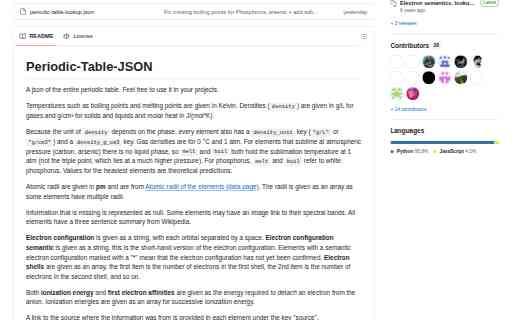 periodic-table-lookup.json
Fix missing boiling points for Phosphorus, arsenic + add sub...
yesterday
README
License
Periodic-Table-JSON
A json of the entire periodic table. Feel free to use it in your projects.
Temperatures such as boiling points and melting points are given in Kelvin. Densities ( density ) are given in g/l, for
gases and g/cm³ for solids and liquids and molar heat in J/(mol*K).
Because the unit of density depends on the phase, every element also has a density_unit key ( "g/L" or
"g/cm3" ) and a density_g_cm3 key. Gas densities are for 0 °C and 1 atm. For elements that sublime at atmospheric
pressure (carbon, arsenic) there is no liquid phase, so melt and boil both hold the sublimation temperature at 1
atm (not the triple point, which lies at a much higher pressure). For phosphorus, melt and boil refer to white
phosphorus. Values for the heaviest elements are theoretical predictions.
Atomic radii are given in pm and are from Atomic radii of the elements (data page). The radii is given as an array as
some elements have multiple radii.
Information that is missing is represented as null. Some elements may have an image link to their spectral bands. All
elements have a three sentence summary from Wikipedia.
Electron configuration is given as a string, with each orbital separated by a space. Electron configuration
semantic is given as string, this is the short-hand version of the electron configuration. Elements with a semantic
electron configuration marked with a "*" mean that the electron configuration has not yet been confirmed. Electron
shells are given as an array, the first item is the number of electrons in the first shell, the 2nd item is the number of
electrons in the second shell, and so on.
Both ionization energy and first electron affinities are given as the energy required to detach an electron from the
anion. Ionization energies are given as an array for successive ionization energy.
A link to the source where the information was from is provided in each element under the key "source".
Electron semantics, looku...
Latest
+ 2 releases
Contributors
+ 14 contributors
Languages
Python
JavaScript